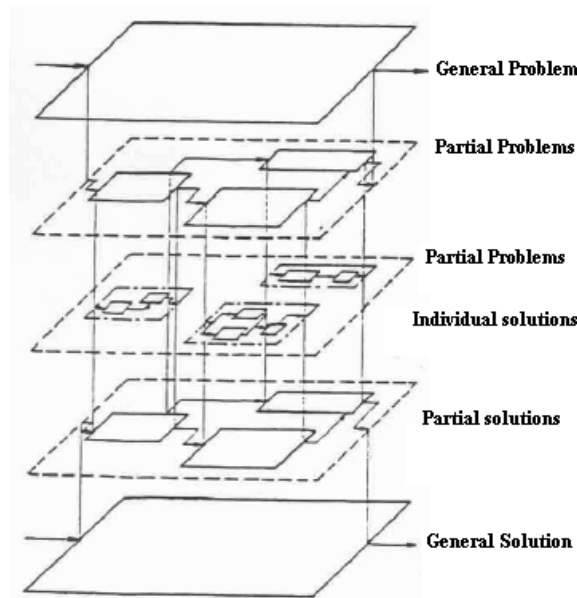 General Problem
Partial Problems
Partial Problems
Individual solutions
Partial solutions
General Solution